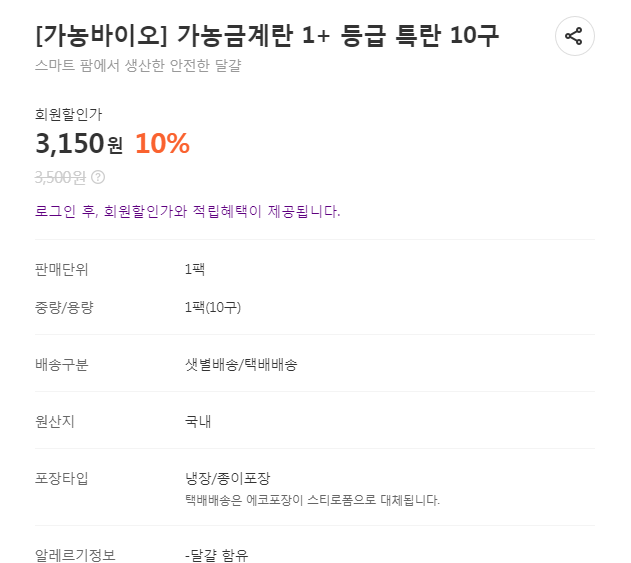 [가농바이오] 가농금계란 1+ 등급 특란 10구
스마트 팜에서 생산한 안전한 달걀
회원할인가
3,150원 10%
3,500원 ?
로그인 후, 회원할인가와 적립혜택이 제공됩니다.
판매단위 1팩
중량/용량 1팩(10구)
배송구분 샛별배송/택배배송
원산지 국내
포장타입 냉장/종이포장
택배배송은 에코포장이 스티로폼으로 대체됩니다.
알레르기정보 -달걀 함유